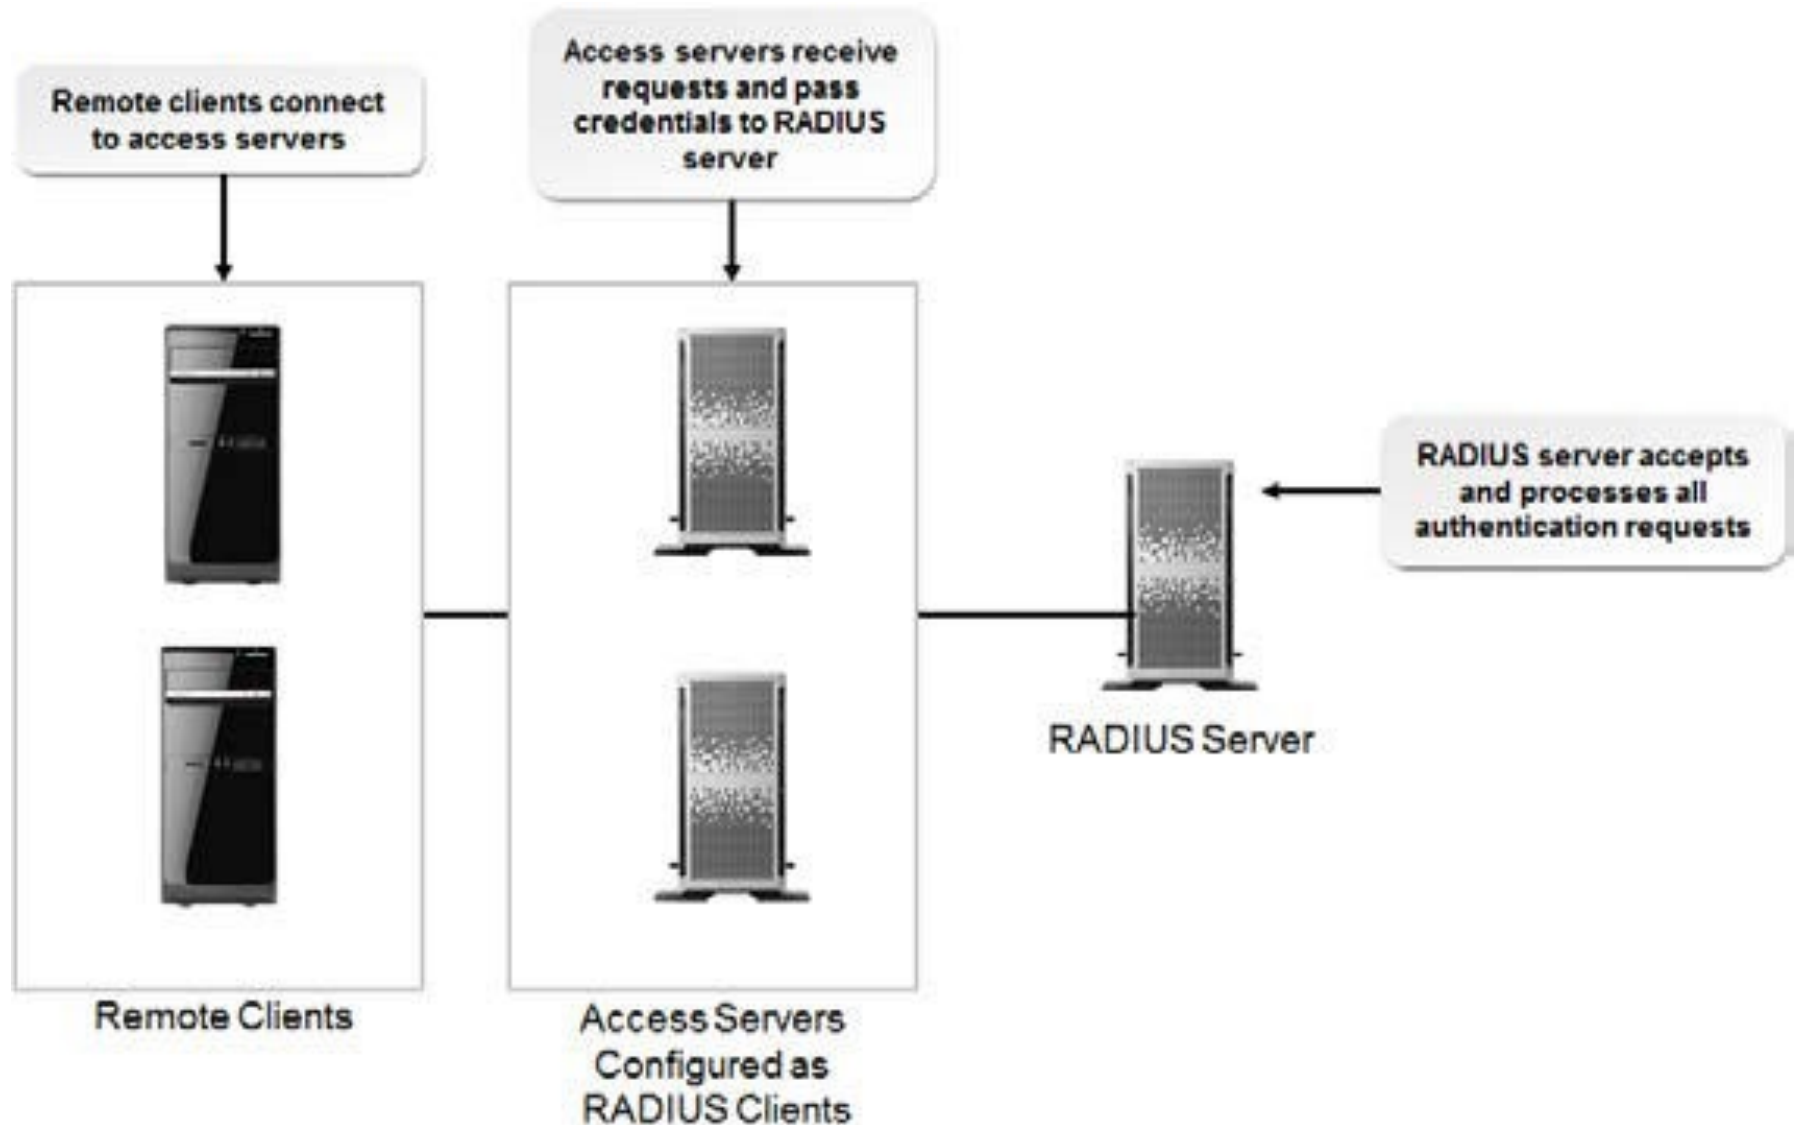 Remote clients connect
to access servers
Access servers receive
requests and pass
credentials to RADIUS
server
RADIUS server accepts
and processes all
authentication requests
RADIUS Server
Remote Clients
Access Servers
Configured as
RADIUS Clients